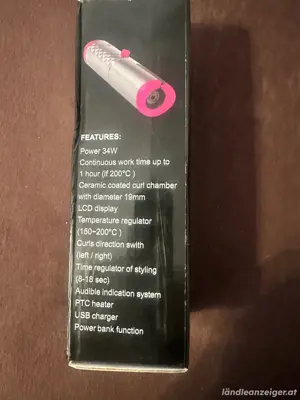 FEATURES:
Power 34W
Continuous work time up to
1 hour (if 200°C )
Ceramic coated curl chamber
with diameter 19mm
LCD display
Temperature regulator
(150~200°C )
Curls direction swith
(left / right)
Time regulator of styling
(8-18 sec)
Audible indication system
PTC heater
USB charger
Power bank function
ländleanzeiger.at